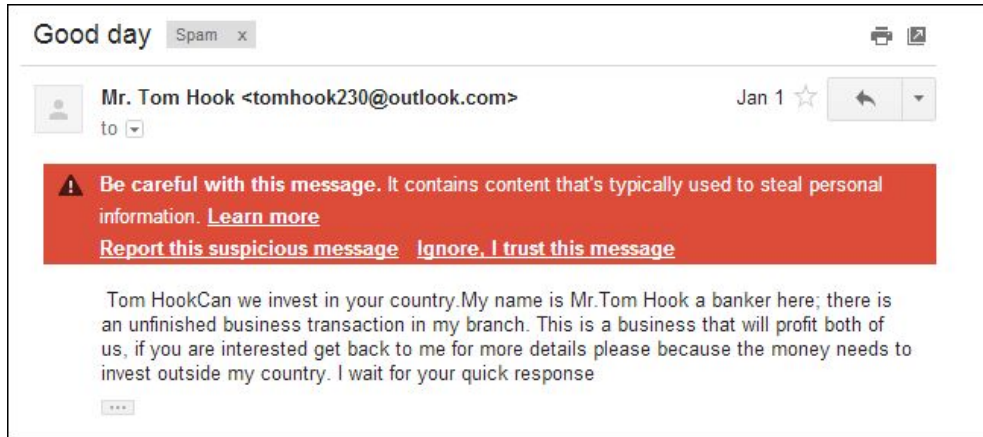 Good day Spam x
Mr. Tom Hook <tomhook230@outlook.com> Jan 1
to
Be careful with this message. It contains content that's typically used to steal personal
information. Learn more
Report this suspicious message Ignore, I trust this message
Tom HookCan we invest in your country.My name is Mr.Tom Hook a banker here; there is
an unfinished business transaction in my branch. This is a business that will profit both of
us, if you are interested get back to me for more details please because the money needs to
invest outside my country. I wait for your quick response